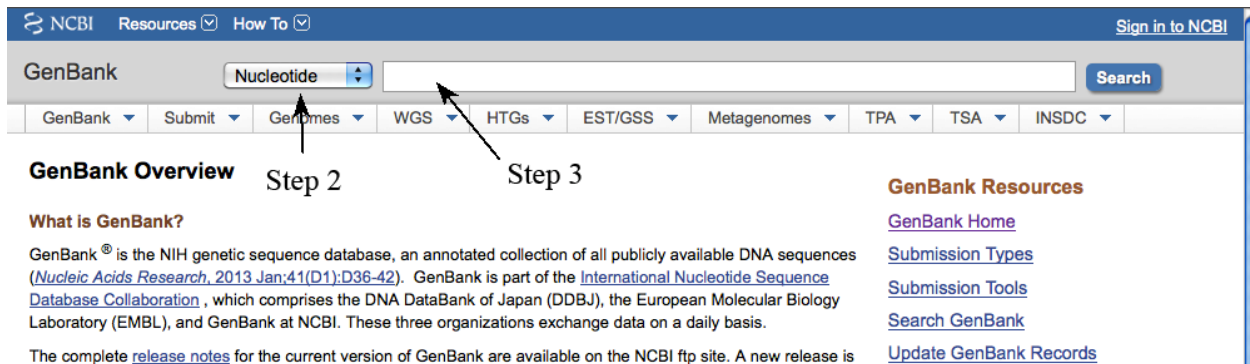 NCBI Resources How To Sign in to NCBI
GenBank Nucleotide Search
GenBank Submit Genomes WGS HTGs EST/GSS Metagenomes TPA TSA INSDC
GenBank Overview
Step 2
Step 3
What is GenBank?
GenBank ® is the NIH genetic sequence database, an annotated collection of all publicly available DNA sequences
(Nucleic Acids Research, 2013 Jan;41(D1):D36-42). GenBank is part of the International Nucleotide Sequence
Database Collaboration , which comprises the DNA DataBank of Japan (DDBJ), the European Molecular Biology
Laboratory (EMBL), and GenBank at NCBI. These three organizations exchange data on a daily basis.
The complete release notes for the current version of GenBank are available on the NCBI ftp site. A new release is
GenBank Resources
GenBank Home
Submission Types
Submission Tools
Search GenBank
Update GenBank Records